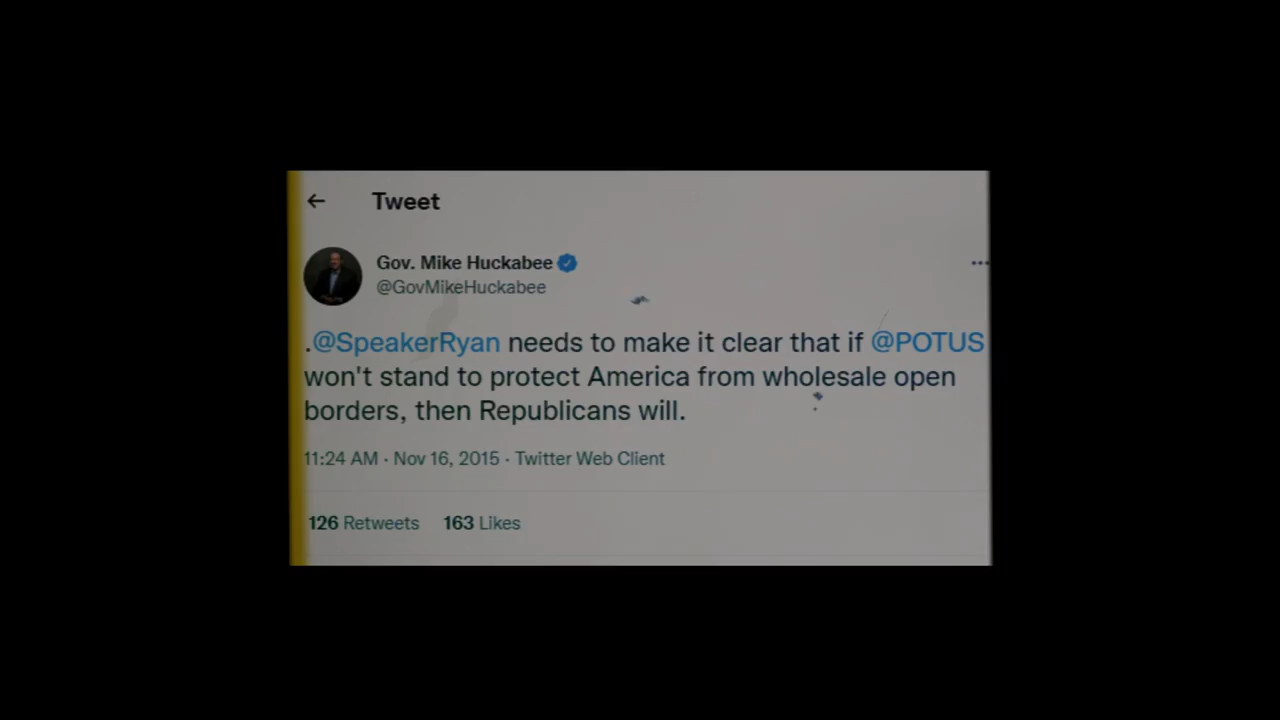 Tweet
Gov. Mike Huckabee
@GovMikeHuckabee
.@SpeakerRyan needs to make it clear that if @POTUS
won't stand to protect America from wholesale open
borders, then Republicans will.
11:24 AM · Nov 16, 2015 · Twitter Web Client
126 Retweets 163 Likes